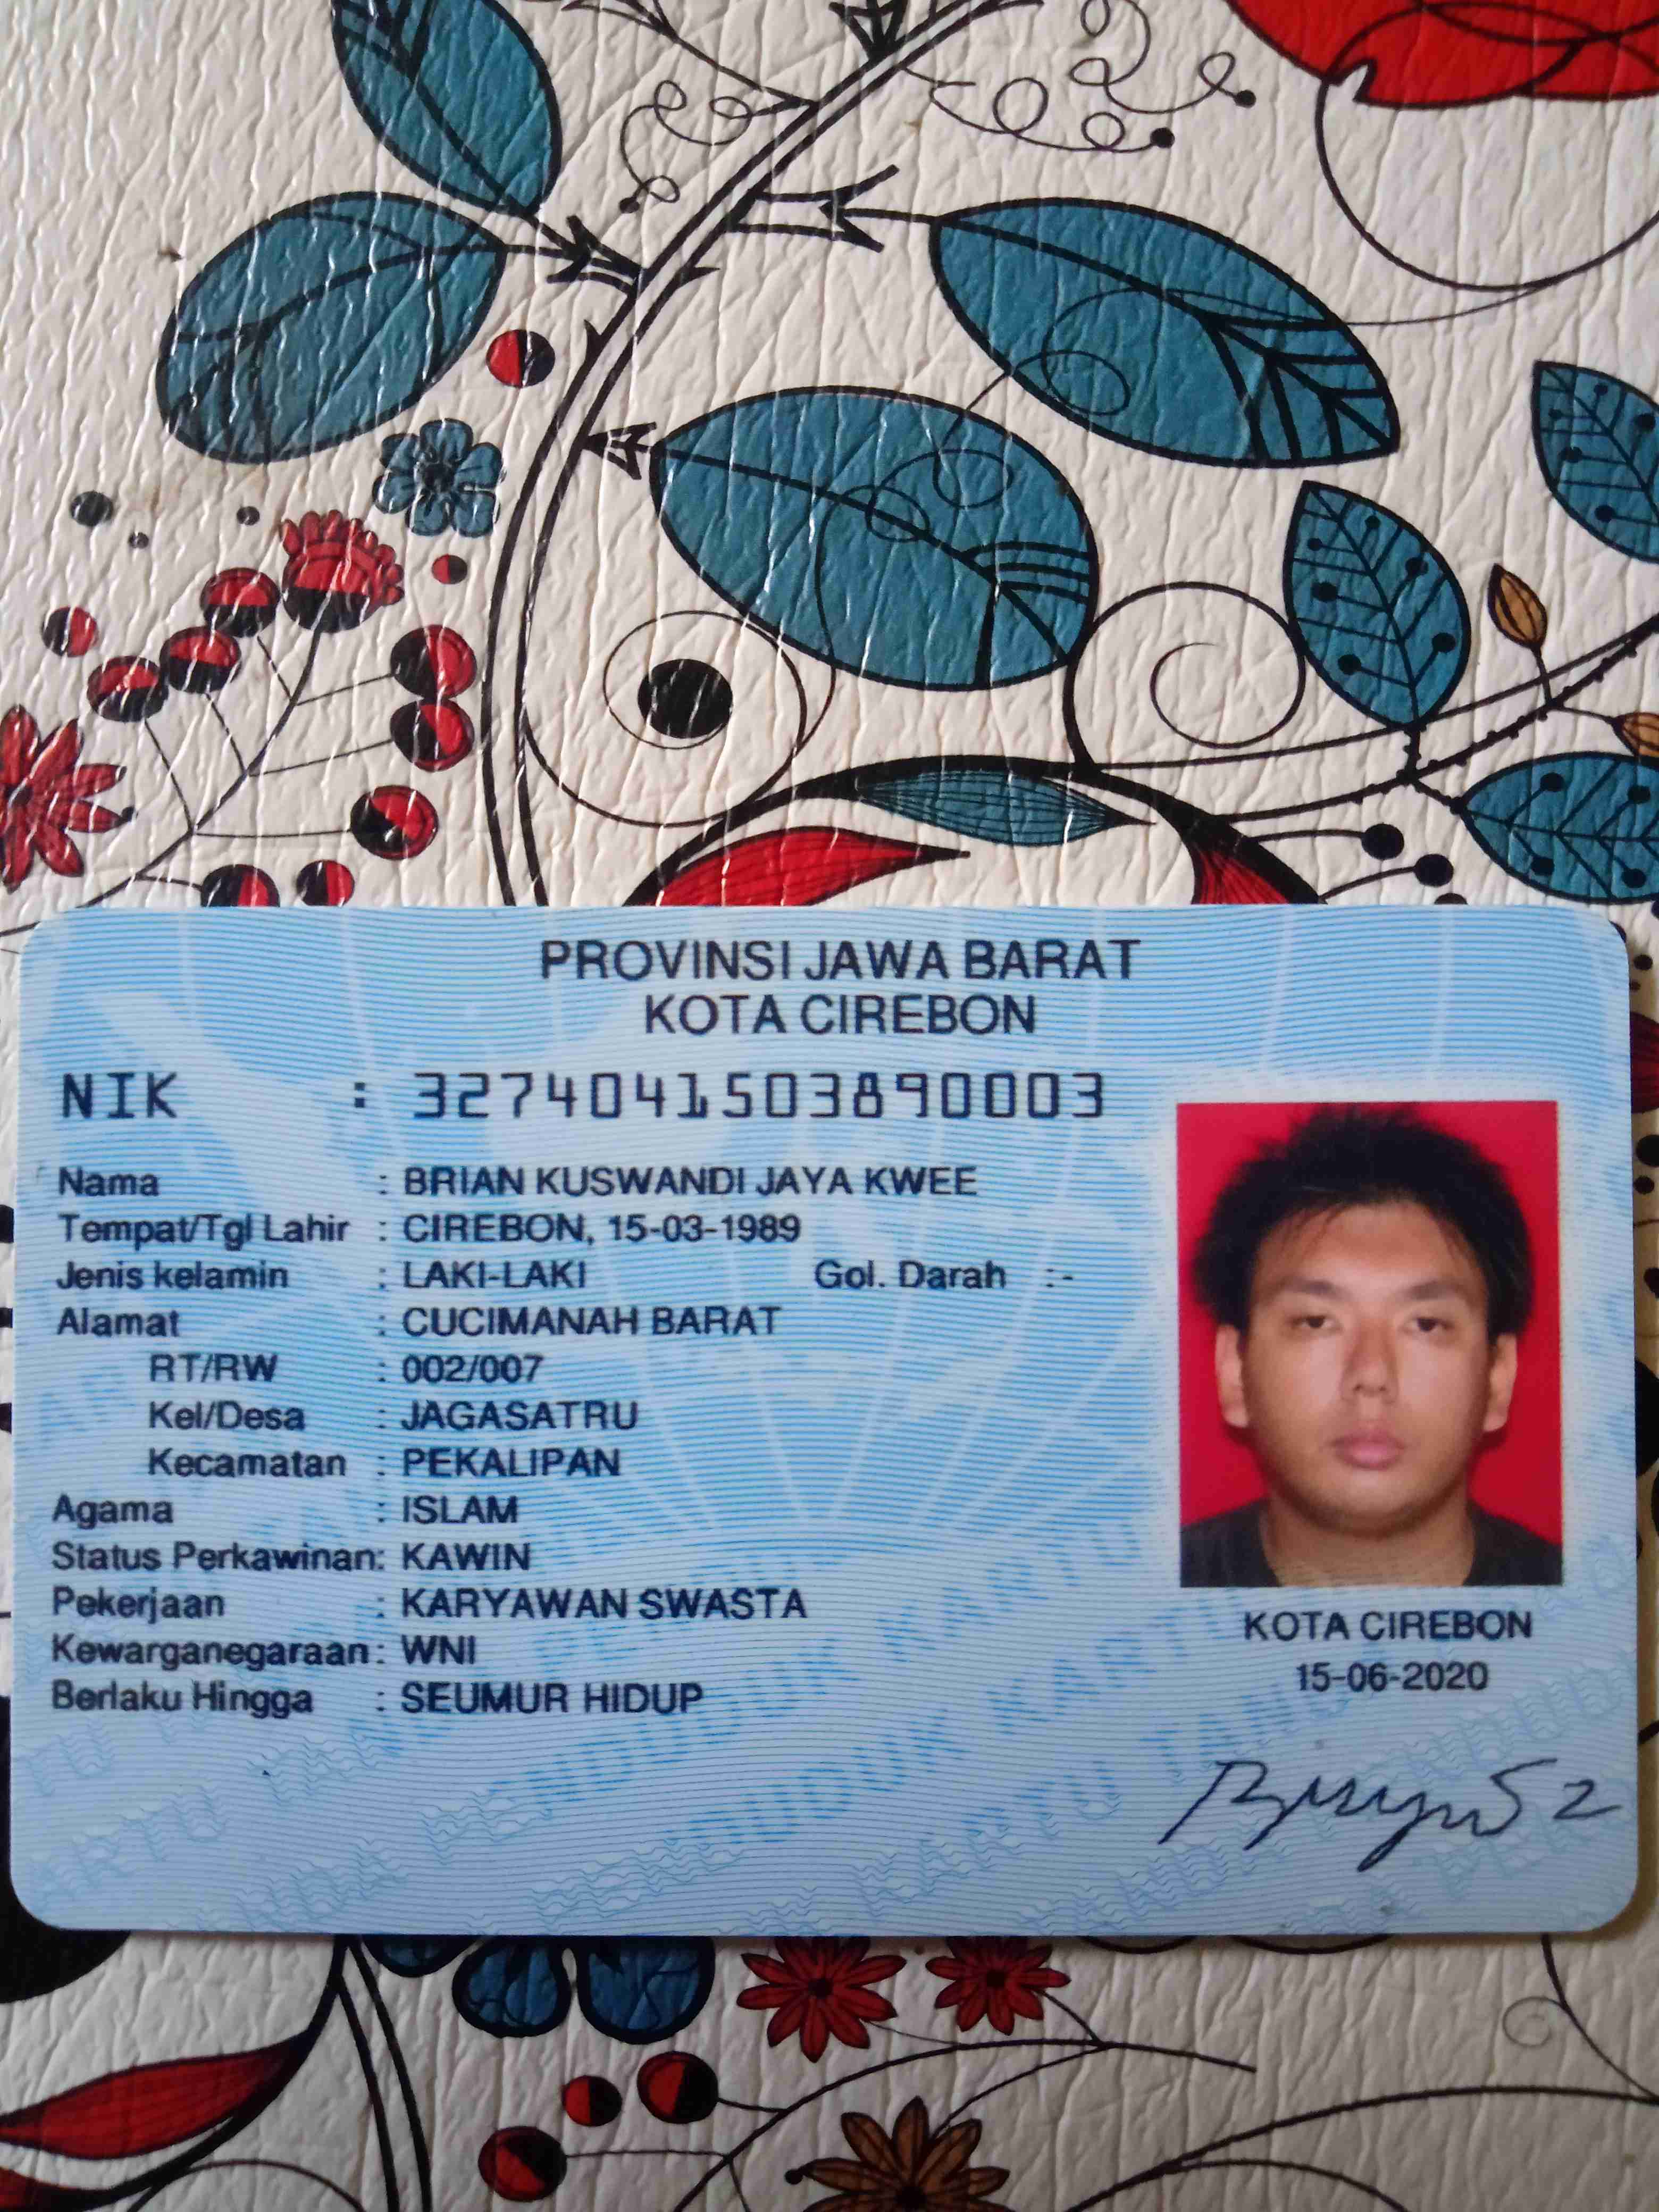 PROVINSI JAWA BARAT
KOTA CIREBON
NIK : 3274041503890003
Nama : BRIAN KUSWANDI JAYA KWEE
Tempat/Tgl Lahir : CIREBON, 15-03-1989
Jenis kelamin : LAKI-LAKI Gol. Darah :-
Alamat : CUCIMANAH BARAT
RT/RW : 002/007
Kel/Desa : JAGASATRU
Kecamatan : PEKALIPAN
Agama : ISLAM
Status Perkawinan: KAWIN
Pekerjaan : KARYAWAN SWASTA
Kewarganegaraan: WNI
Berlaku Hingga : SEUMUR HIDUP
KOTA CIREBON
15-06-2020